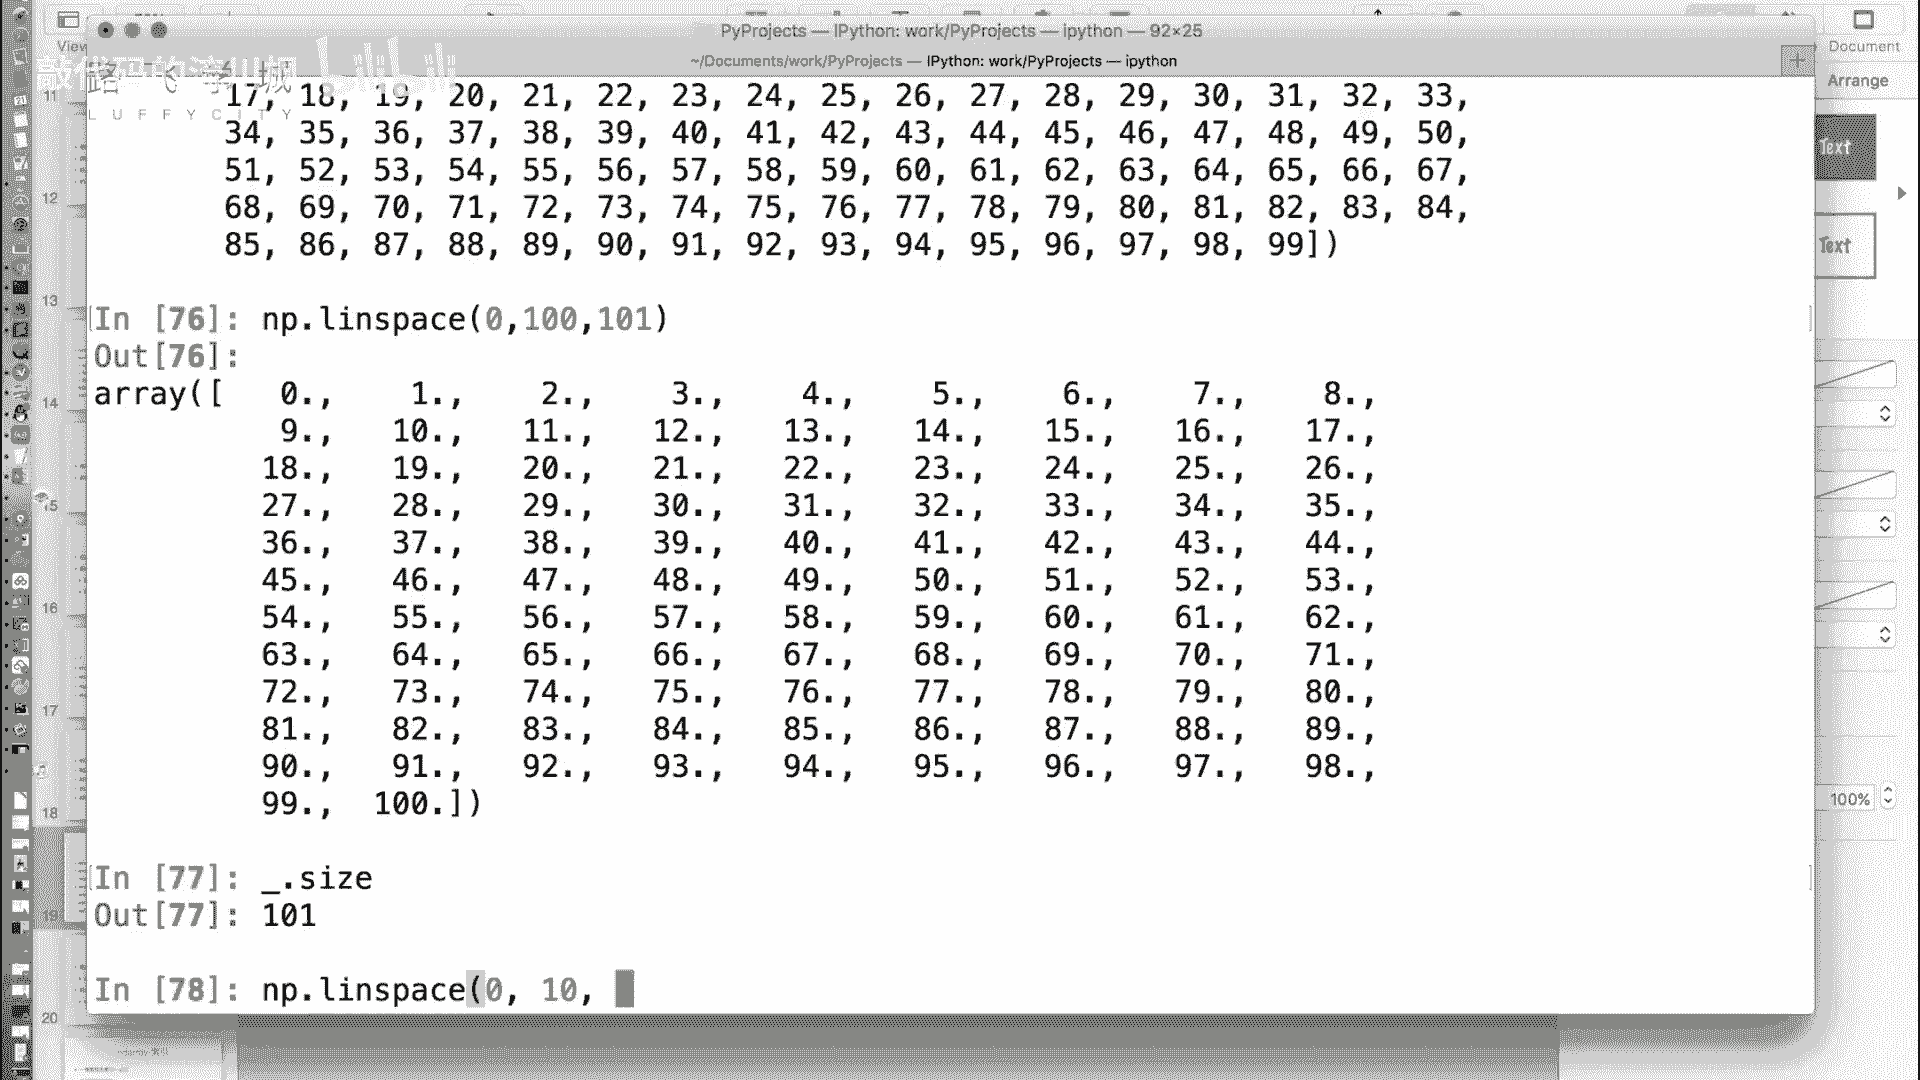 PyProjects — IPython: work/PyProjects — ipython — 92×25
~/Documents/work/PyProjects — IPython: work/PyProjects — ipython
View
Document
Arrange
L U F F Y C I T Y
17, 18, 19, 20, 21, 22, 23, 24, 25, 26, 27, 28, 29, 30, 31, 32, 33,
34, 35, 36, 37, 38, 39, 40, 41, 42, 43, 44, 45, 46, 47, 48, 49, 50,
51, 52, 53, 54, 55, 56, 57, 58, 59, 60, 61, 62, 63, 64, 65, 66, 67,
68, 69, 70, 71, 72, 73, 74, 75, 76, 77, 78, 79, 80, 81, 82, 83, 84,
85, 86, 87, 88, 89, 90, 91, 92, 93, 94, 95, 96, 97, 98, 99])
In [76]: np.linspace(0,100,101)
Out[76]:
array([ 0., 1., 2., 3., 4., 5., 6., 7., 8.,
9., 10., 11., 12., 13., 14., 15., 16., 17.,
18., 19., 20., 21., 22., 23., 24., 25., 26.,
27., 28., 29., 30., 31., 32., 33., 34., 35.,
36., 37., 38., 39., 40., 41., 42., 43., 44.,
45., 46., 47., 48., 49., 50., 51., 52., 53.,
54., 55., 56., 57., 58., 59., 60., 61., 62.,
63., 64., 65., 66., 67., 68., 69., 70., 71.,
72., 73., 74., 75., 76., 77., 78., 79., 80.,
81., 82., 83., 84., 85., 86., 87., 88., 89.,
90., 91., 92., 93., 94., 95., 96., 97., 98.,
99., 100.])
In [77]: _.size
Out[77]: 101
In [78]: np.linspace(0, 10,
Text
Text
100%
11
12
13
14
15
16
17
18
19
20